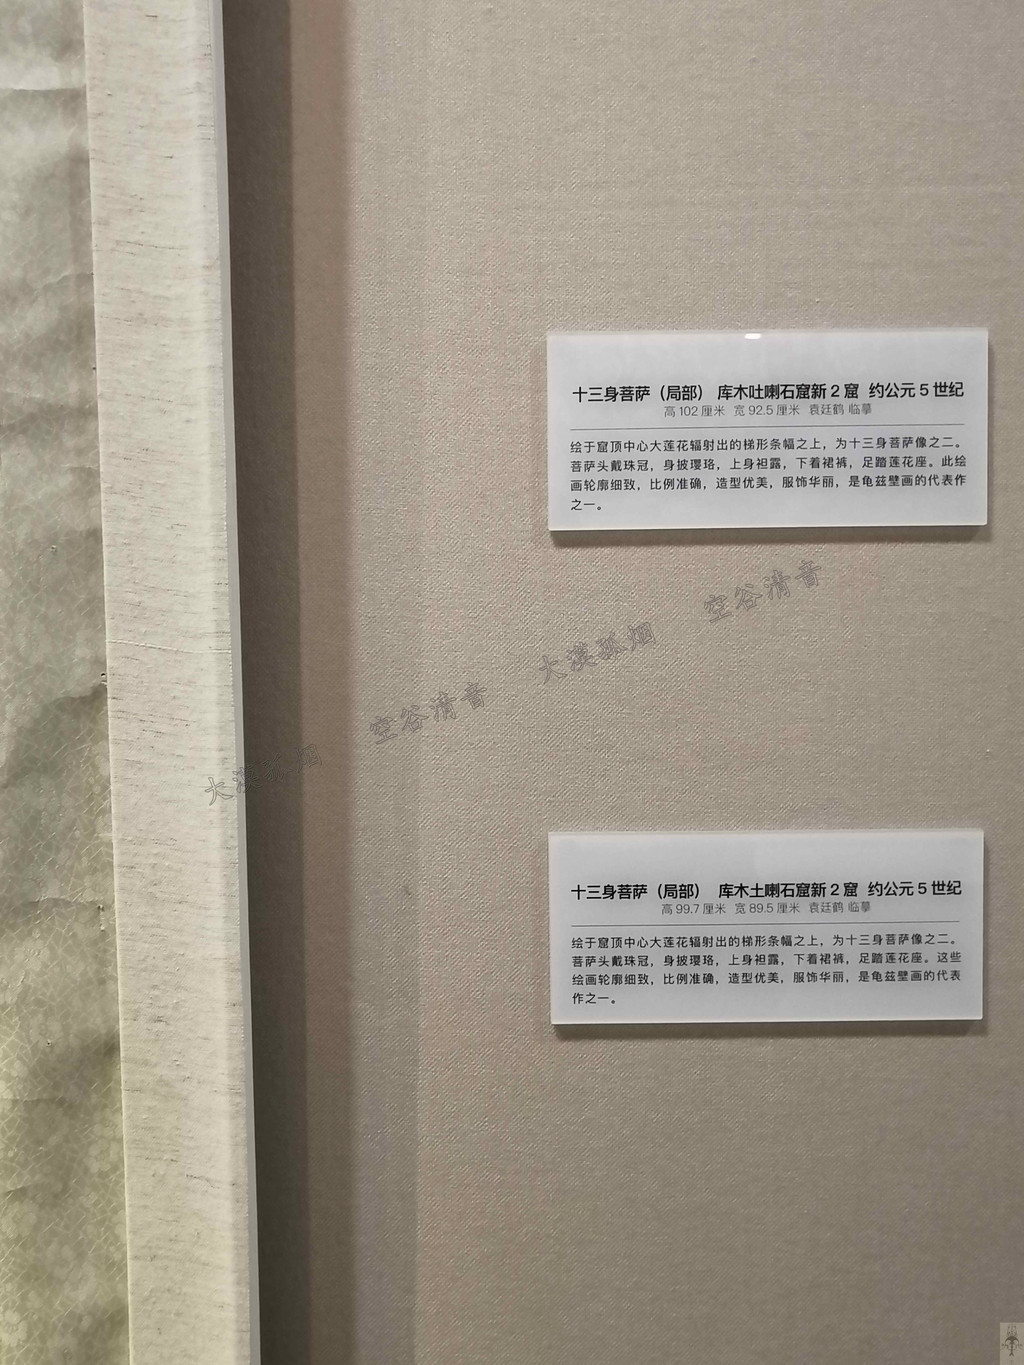 十三身菩萨（局部） 库木吐喇石窟新 2 窟 约公元 5 世纪
高 102 厘米 宽 92.5 厘米 袁廷鹤 临摹
绘于窟顶中心大莲花辐射出的梯形条幅之上，为十三身菩萨像之二。
菩萨头戴珠冠，身披璎珞，上身袒露，下着裙裤，足踏莲花座。此绘
画轮廓细致，比例准确，造型优美，服饰华丽，是龟兹壁画的代表作
之一。
空谷清音
大漠孤烟
空谷清音
大漠孤烟
十三身菩萨（局部） 库木土喇石窟新 2 窟 约公元 5 世纪
高 99.7 厘米 宽 89.5 厘米 袁廷鹤 临摹
绘于窟顶中心大莲花辐射出的梯形条幅之上，为十三身菩萨像之二。
菩萨头戴珠冠，身披璎珞，上身袒露，下着裙裤，足踏莲花座。这些
绘画轮廓细致，比例准确，造型优美，服饰华丽，是龟兹壁画的代表
作之一。